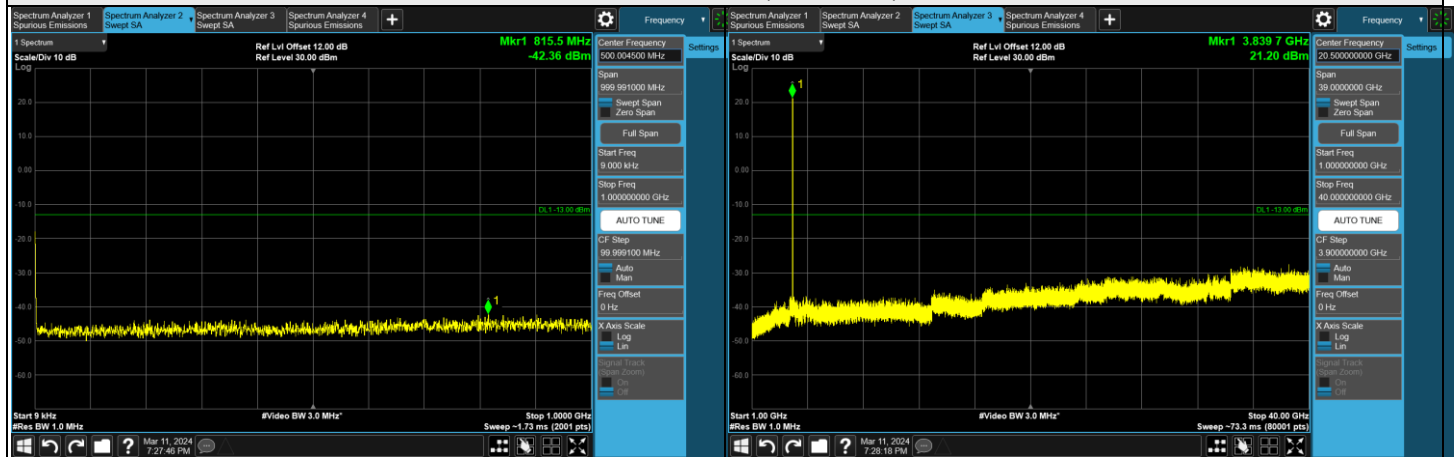 Spectrum Analyzer 1
Spurious Emissions
Spectrum Analyzer 2
Swept SA
Spectrum Analyzer 3
Swept SA
Spectrum Analyzer 4
Spurious Emissions
Frequency
1 Spectrum
Scale/Div 10 dB
Log
Ref Lvl Offset 12.00 dB
Ref Level 30.00 dBm
Mkr1 815.5 MHz
-42.36 dBm
1
20.0
10.0
0.00
-10.0
-20.0
-30.0
-40.0
-50.0
-60.0
DL1 -13.00 dBm
Start 9 kHz
#Res BW 1.0 MHz
#Video BW 3.0 MHz*
Stop 1.0000 GHz
Sweep ~1.73 ms (2001 pts)
Center Frequency
500.004500 MHz
Settings
Span
999.991000 MHz
Swept Span
Zero Span
Full Span
Start Freq
9.000 kHz
Stop Freq
1.000000000 GHz
AUTO TUNE
CF Step
99.999100 MHz
Auto
Man
Freq Offset
0 Hz
X Axis Scale
Log
Lin
Signal Track
(Span Zoom)
On
Off
?
Mar 11, 2024
7:27:46 PM
Spectrum Analyzer 1
Spurious Emissions
Spectrum Analyzer 2
Swept SA
Spectrum Analyzer 3
Swept SA
Spectrum Analyzer 4
Spurious Emissions
Frequency
1 Spectrum
Scale/Div 10 dB
Log
Ref Lvl Offset 12.00 dB
Ref Level 30.00 dBm
Mkr1 3.839 7 GHz
21.20 dBm
1
20.0
10.0
0.00
-10.0
-20.0
-30.0
-40.0
-50.0
-60.0
DL1 -13.00 dBm
Start 1.00 GHz
#Res BW 1.0 MHz
#Video BW 3.0 MHz*
Stop 40.00 GHz
Sweep ~73.3 ms (80001 pts)
Center Frequency
20.500000000 GHz
Settings
Span
39.0000000 GHz
Swept Span
Zero Span
Full Span
Start Freq
1.000000000 GHz
Stop Freq
40.000000000 GHz
AUTO TUNE
CF Step
3.900000000 GHz
Auto
Man
Freq Offset
0 Hz
X Axis Scale
Log
Lin
Signal Track
(Span Zoom)
On
Off
?
Mar 11, 2024
7:28:18 PM